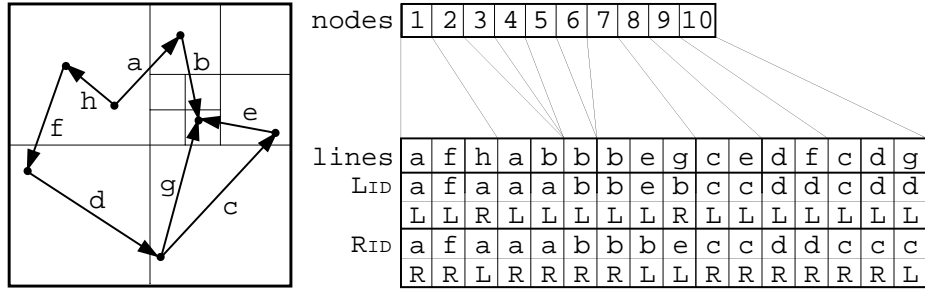 a
b
h
e
f
g
d
c
nodes 1 2 3 4 5 6 7 8 9 10
lines a f h a b b b e g c e d f c d g
LID a f a a a b b e b c c d d c d d
L L R L L L L L R L L L L L L L
RID a f a a a b b b e c c d d c c c
R R L R R R R L L R R R R R R L